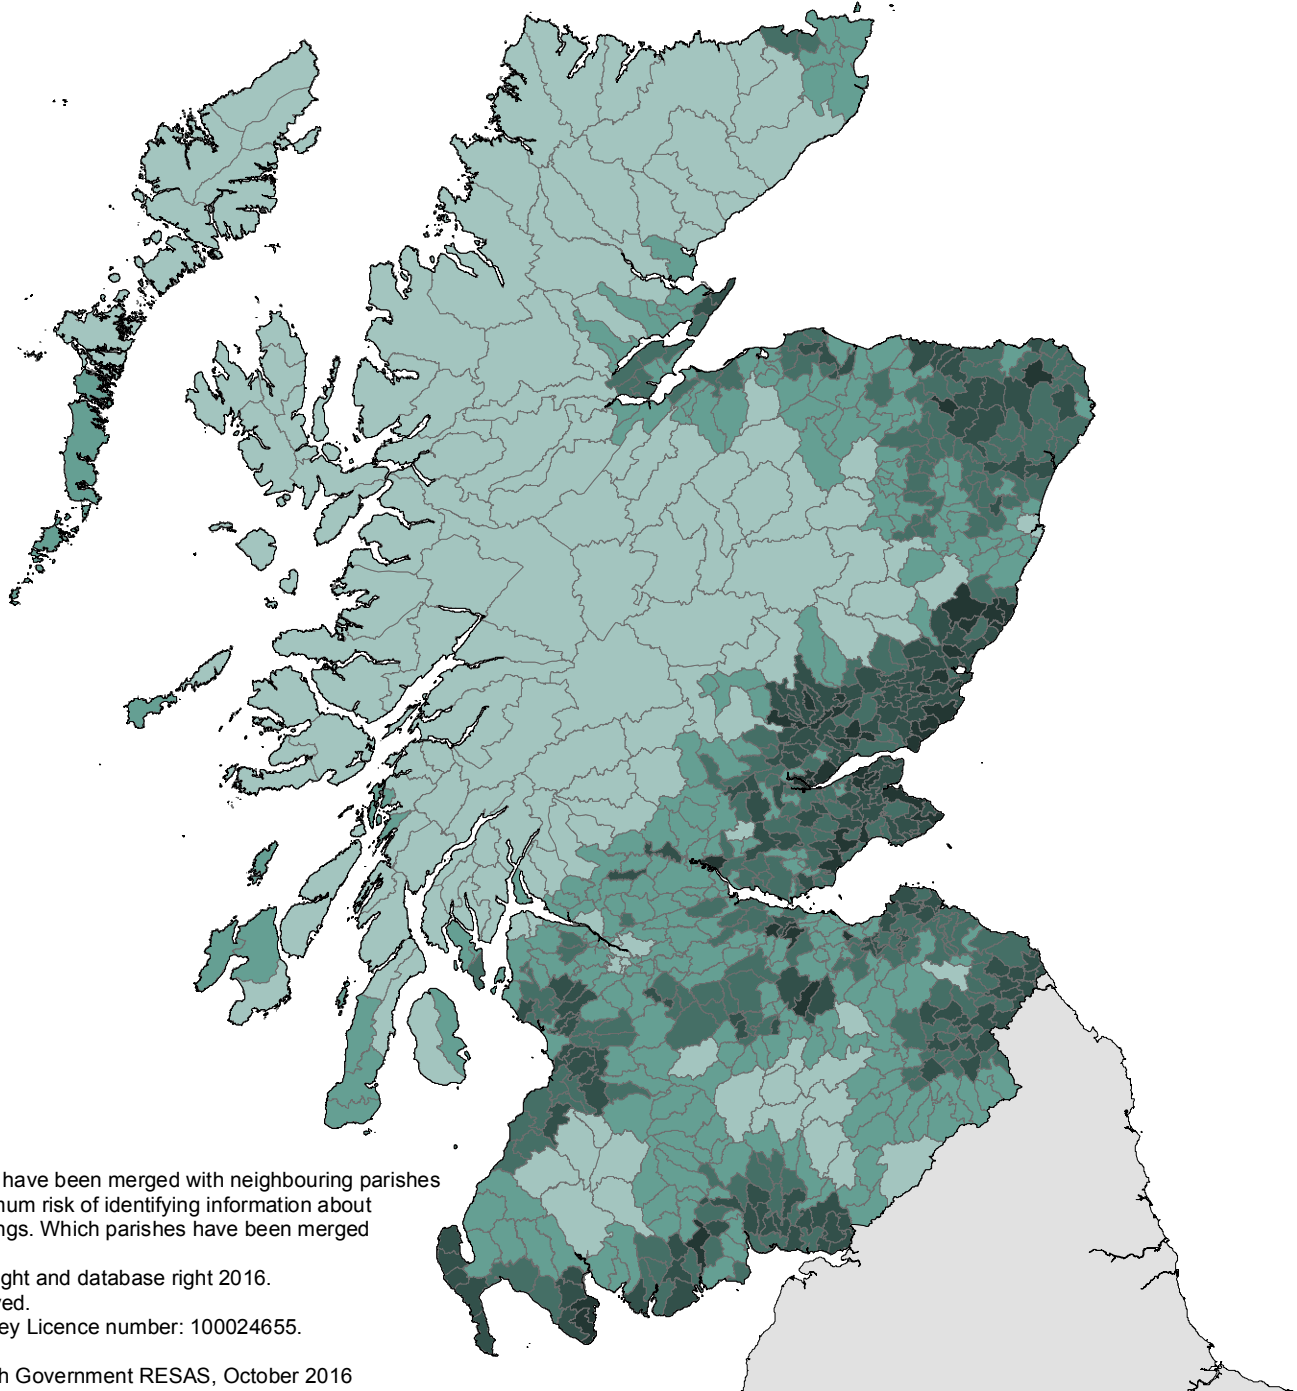 have been merged with neighbouring parishes
num risk of identifying information about
ngs. Which parishes have been merged
ght and database right 2016.
ved.
ey Licence number: 100024655.
h Government RESAS, October 2016